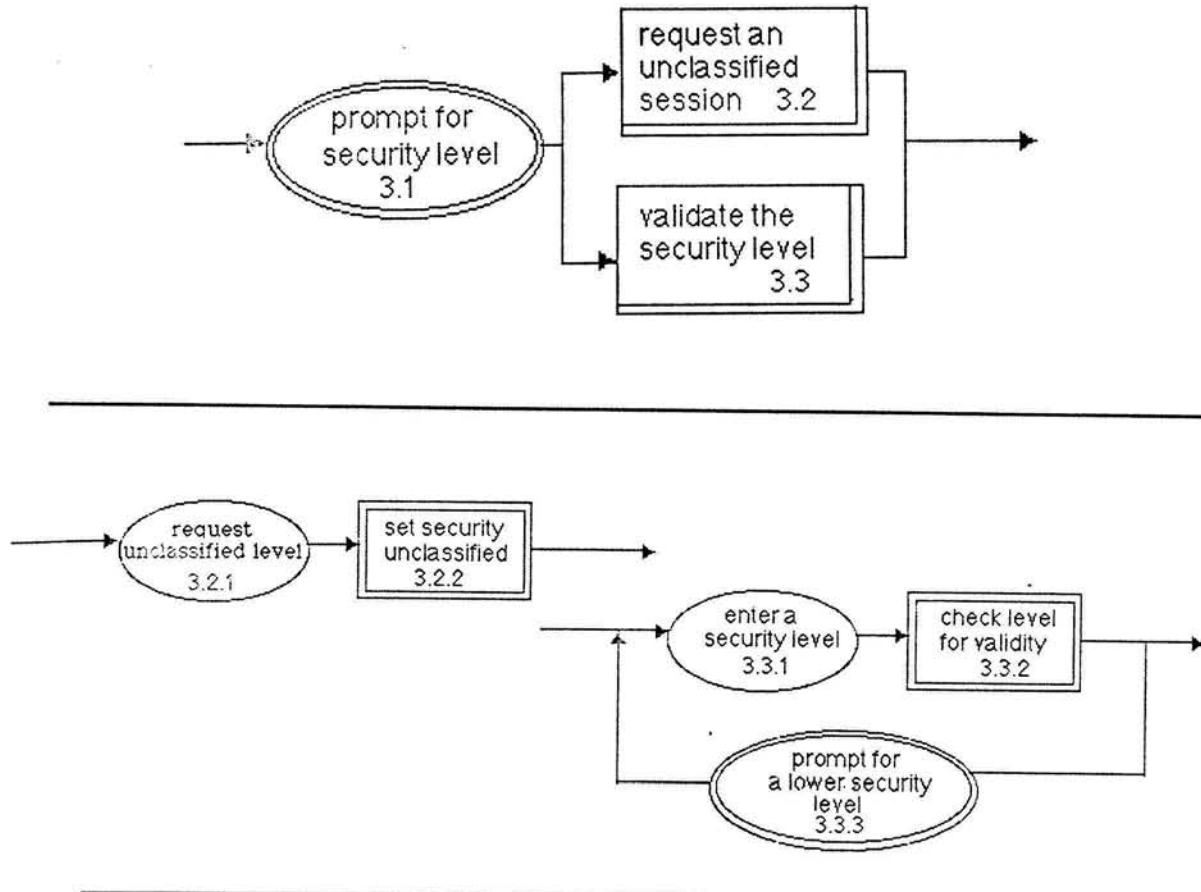 prompt for
security level
3.1
request an
unclassified
session 3.2
validate the
security level
3.3
request
unclassified level
3.2.1
set security
unclassified
3.2.2
enter a
security level
3.3.1
check level
for validity
3.3.2
prompt for
a lower security
level
3.3.3